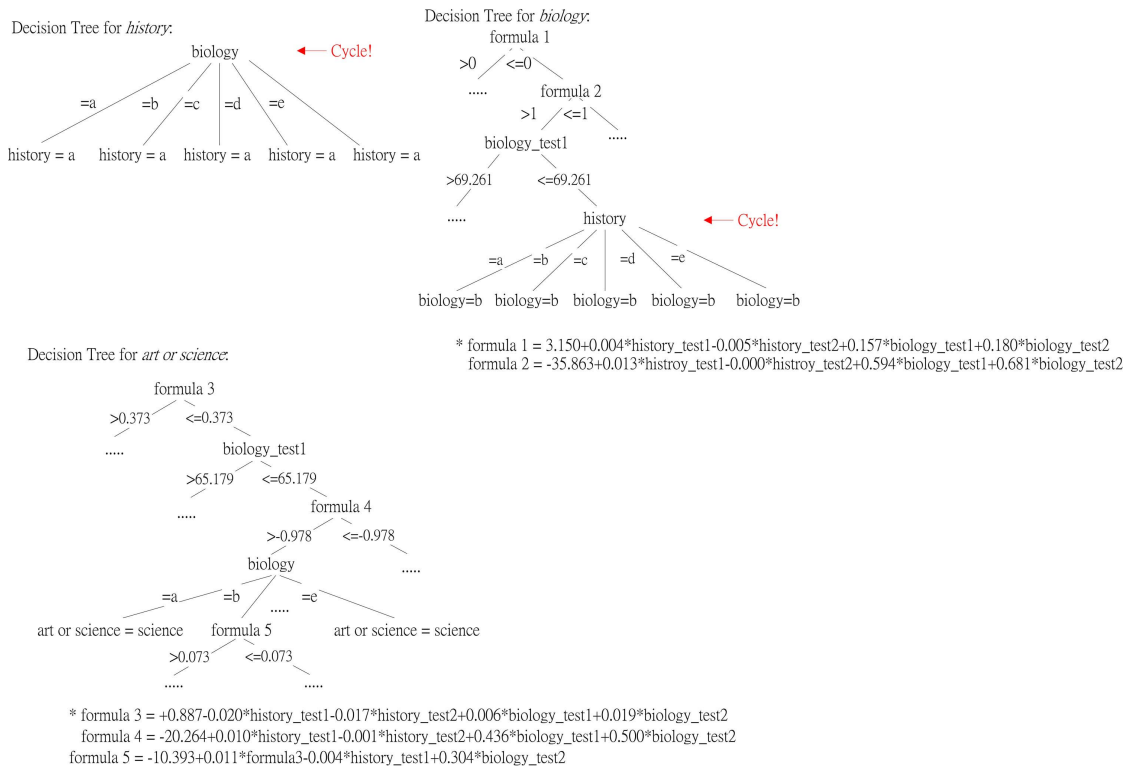 Decision Tree for history:
biology
Cycle!
=a =b =c =d =e
history = a history = a history = a history = a history = a
Decision Tree for biology:
formula 1
>0 <=0
..... formula 2
>1 <=1
biology_test1 .....
>69.261 <=69.261
..... history
Cycle!
=a =b =c =d =e
biology=b biology=b biology=b biology=b biology=b
* formula 1 = 3.150+0.004*history_test1-0.005*history_test2+0.157*biology_test1+0.180*biology_test2
formula 2 = -35.863+0.013*histroy_test1-0.000*histroy_test2+0.594*biology_test1+0.681*biology_test2
Decision Tree for art or science:
formula 3
>0.373 <=0.373
..... biology_test1
>65.179 <=65.179
..... formula 4
>-0.978 <=-0.978
biology .....
=a =b ..... =e
art or science = science formula 5 art or science = science
>0.073 <=0.073
..... .....
* formula 3 = +0.887-0.020*history_test1-0.017*history_test2+0.006*biology_test1+0.019*biology_test2
formula 4 = -20.264+0.010*history_test1-0.001*history_test2+0.436*biology_test1+0.500*biology_test2
formula 5 = -10.393+0.011*formula3-0.004*history_test1+0.304*biology_test2